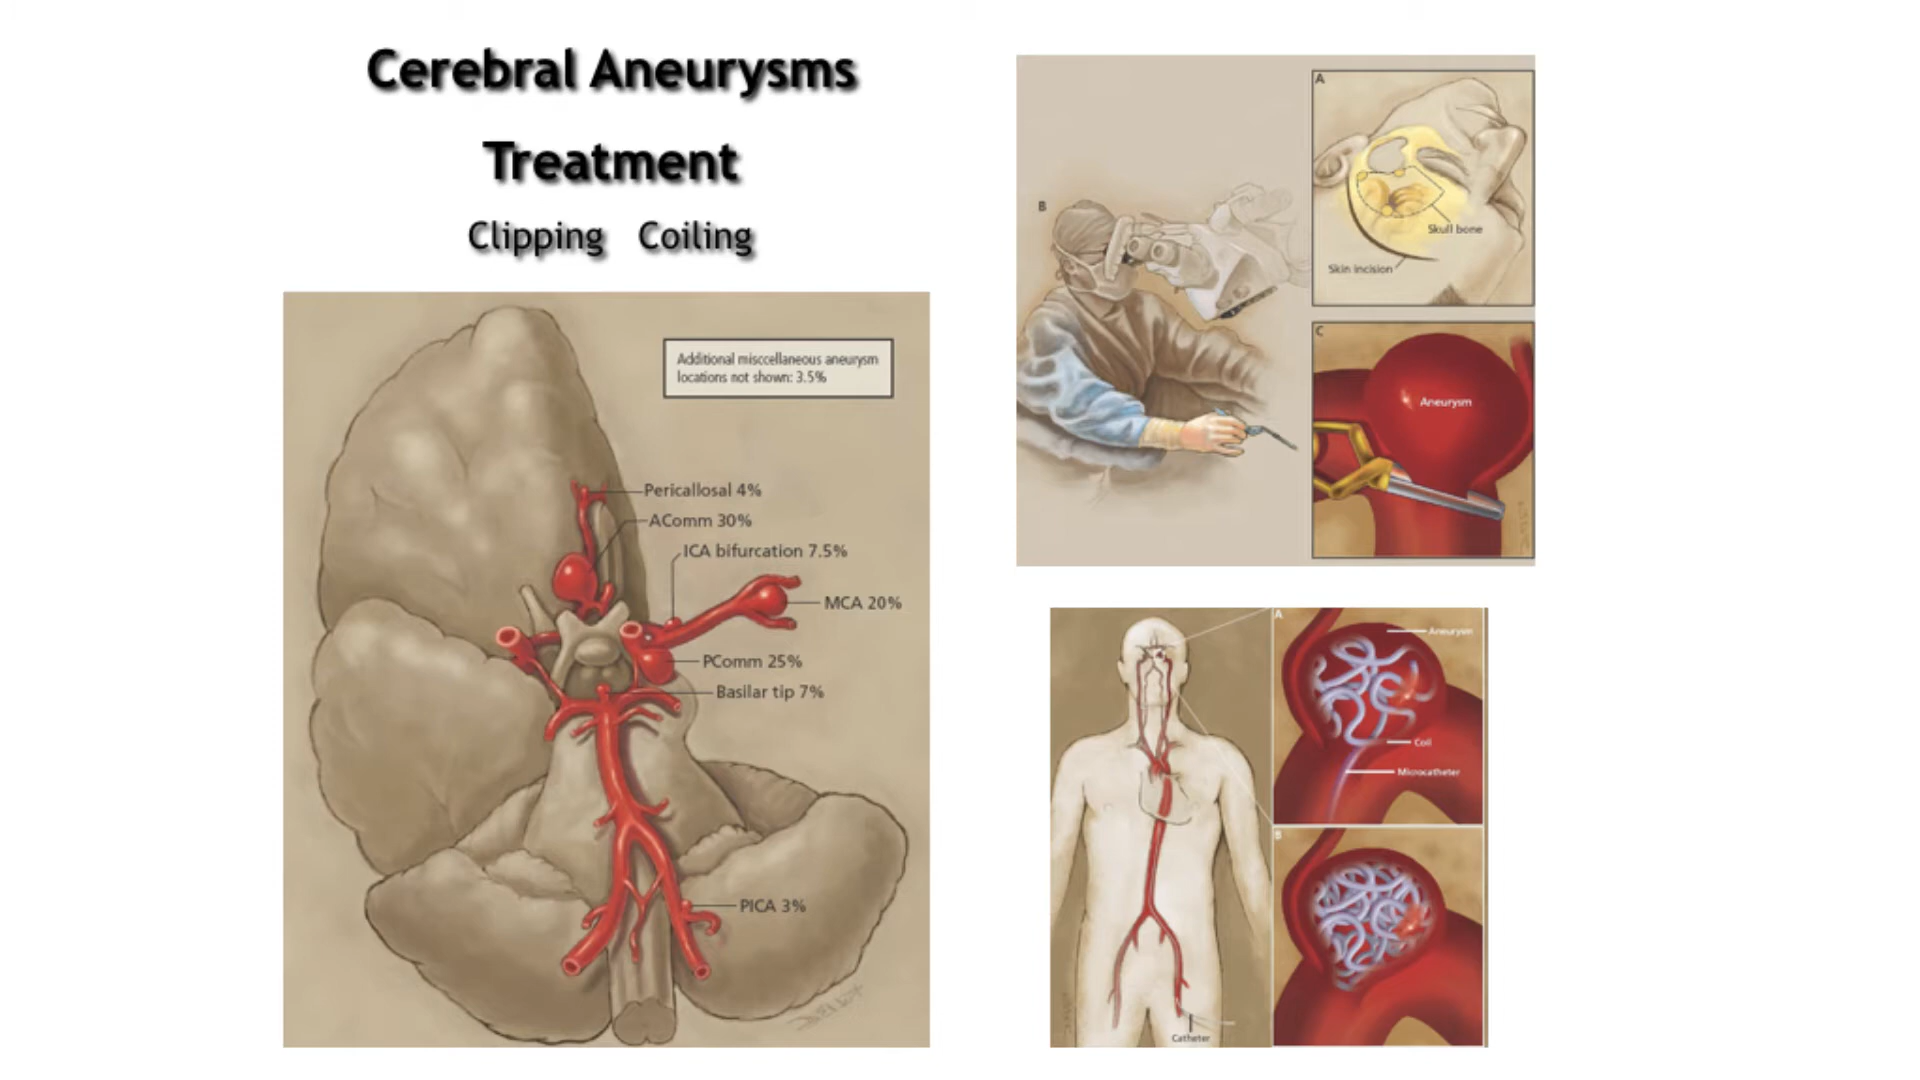 Cerebral Aneurysms
Treatment
Clipping Coiling
Additional misccellaneous aneurysm
locations not shown: 3.5%
Pericallosal 4%
AComm 30%
ICA bifurcation 7.5%
MCA 20%
PComm 25%
Basilar tip 7%
PICA 3%
A
B
Skull bone
Skin incision
C
Aneurysm
A
Aneurysm
Coil
Microcatheter
B
Catheter